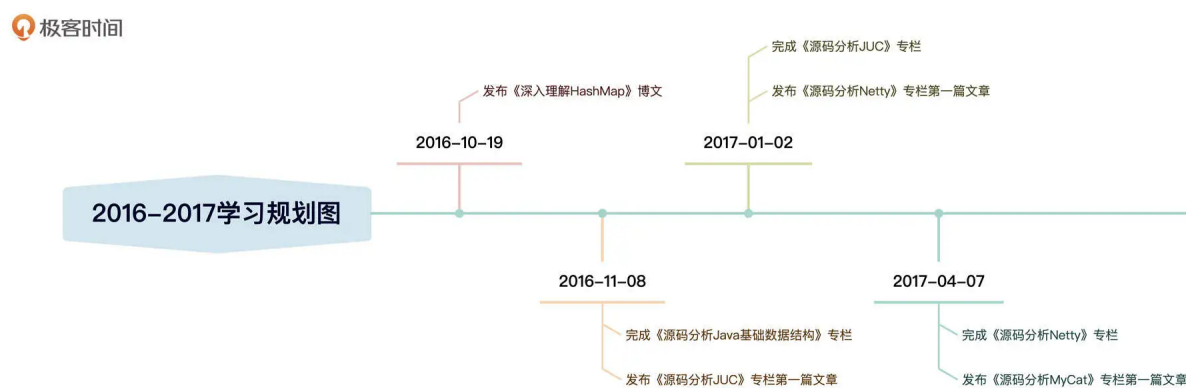 极客时间
完成《源码分析JUC》专栏
发布《深入理解HashMap》博文
发布《源码分析Netty》专栏第一篇文章
2016-10-19
2017-01-02
2016-2017学习规划图
2016-11-08
2017-04-07
完成《源码分析Java基础数据结构》专栏
完成《源码分析Netty》专栏
发布《源码分析JUC》专栏第一篇文章
发布《源码分析MyCat》专栏第一篇文章